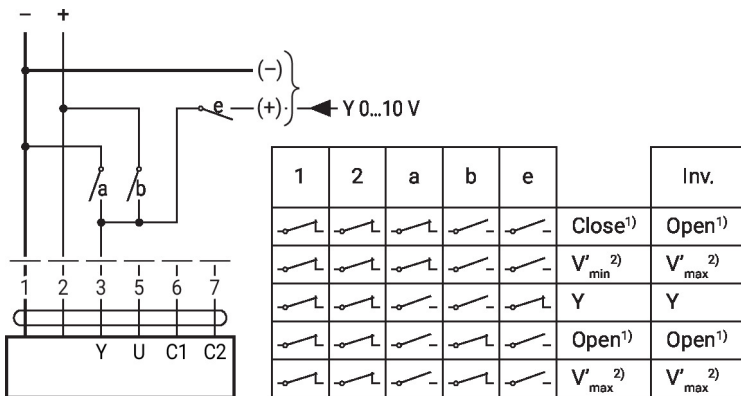 – +
(–)
e (+) Y 0...10 V
a b
1 2 3 5 6 7
Y U C1 C2
1 2 a b e Inv.
Close¹⁾ Open¹⁾
V'min²⁾ V'max²⁾
Y Y
Open¹⁾ Open¹⁾
V'max²⁾ V'max²⁾